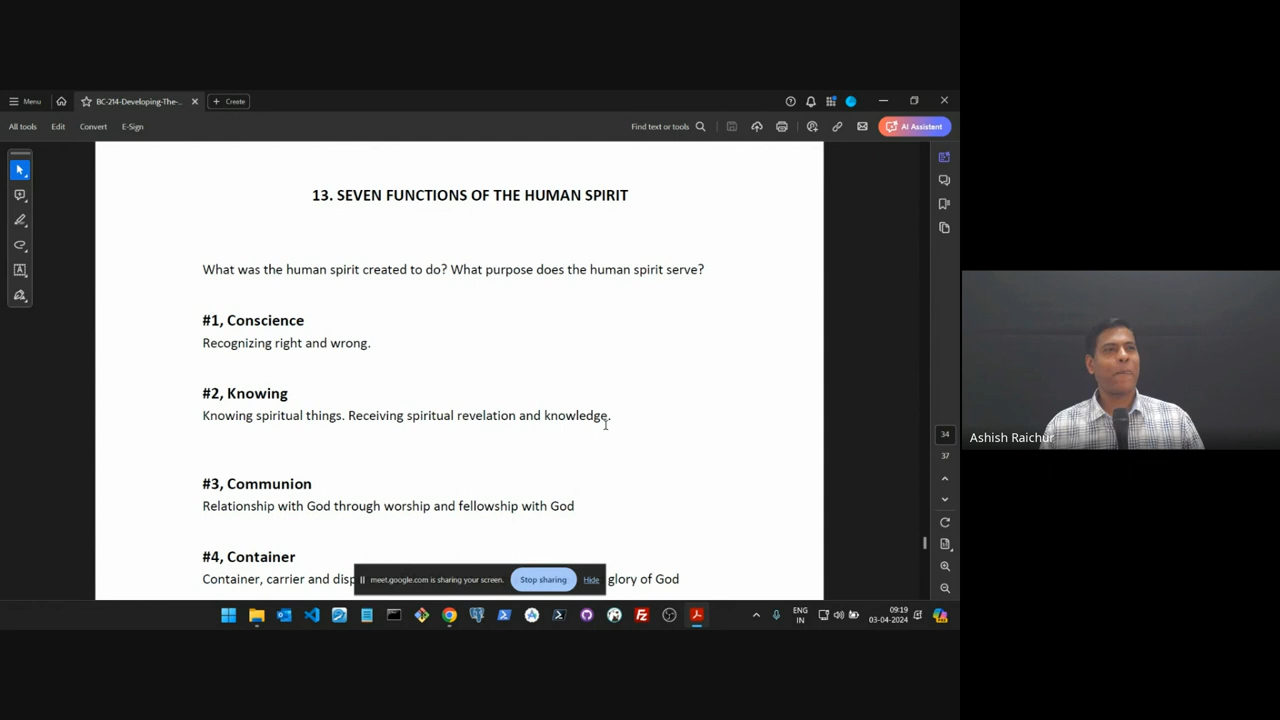 Menu
BC-214-Developing-The-...
Create
All tools
Edit
Convert
E-Sign
Find text or tools
AI Assistant
13. SEVEN FUNCTIONS OF THE HUMAN SPIRIT
What was the human spirit created to do? What purpose does the human spirit serve?
#1, Conscience
Recognizing right and wrong.
#2, Knowing
Knowing spiritual things. Receiving spiritual revelation and knowledge.
#3, Communion
Relationship with God through worship and fellowship with God
#4, Container
Container, carrier and disp
glory of God
meet.google.com is sharing your screen.
Stop sharing
Hide
34
37
Ashish Raichur
ENG
IN
09:19
03-04-2024